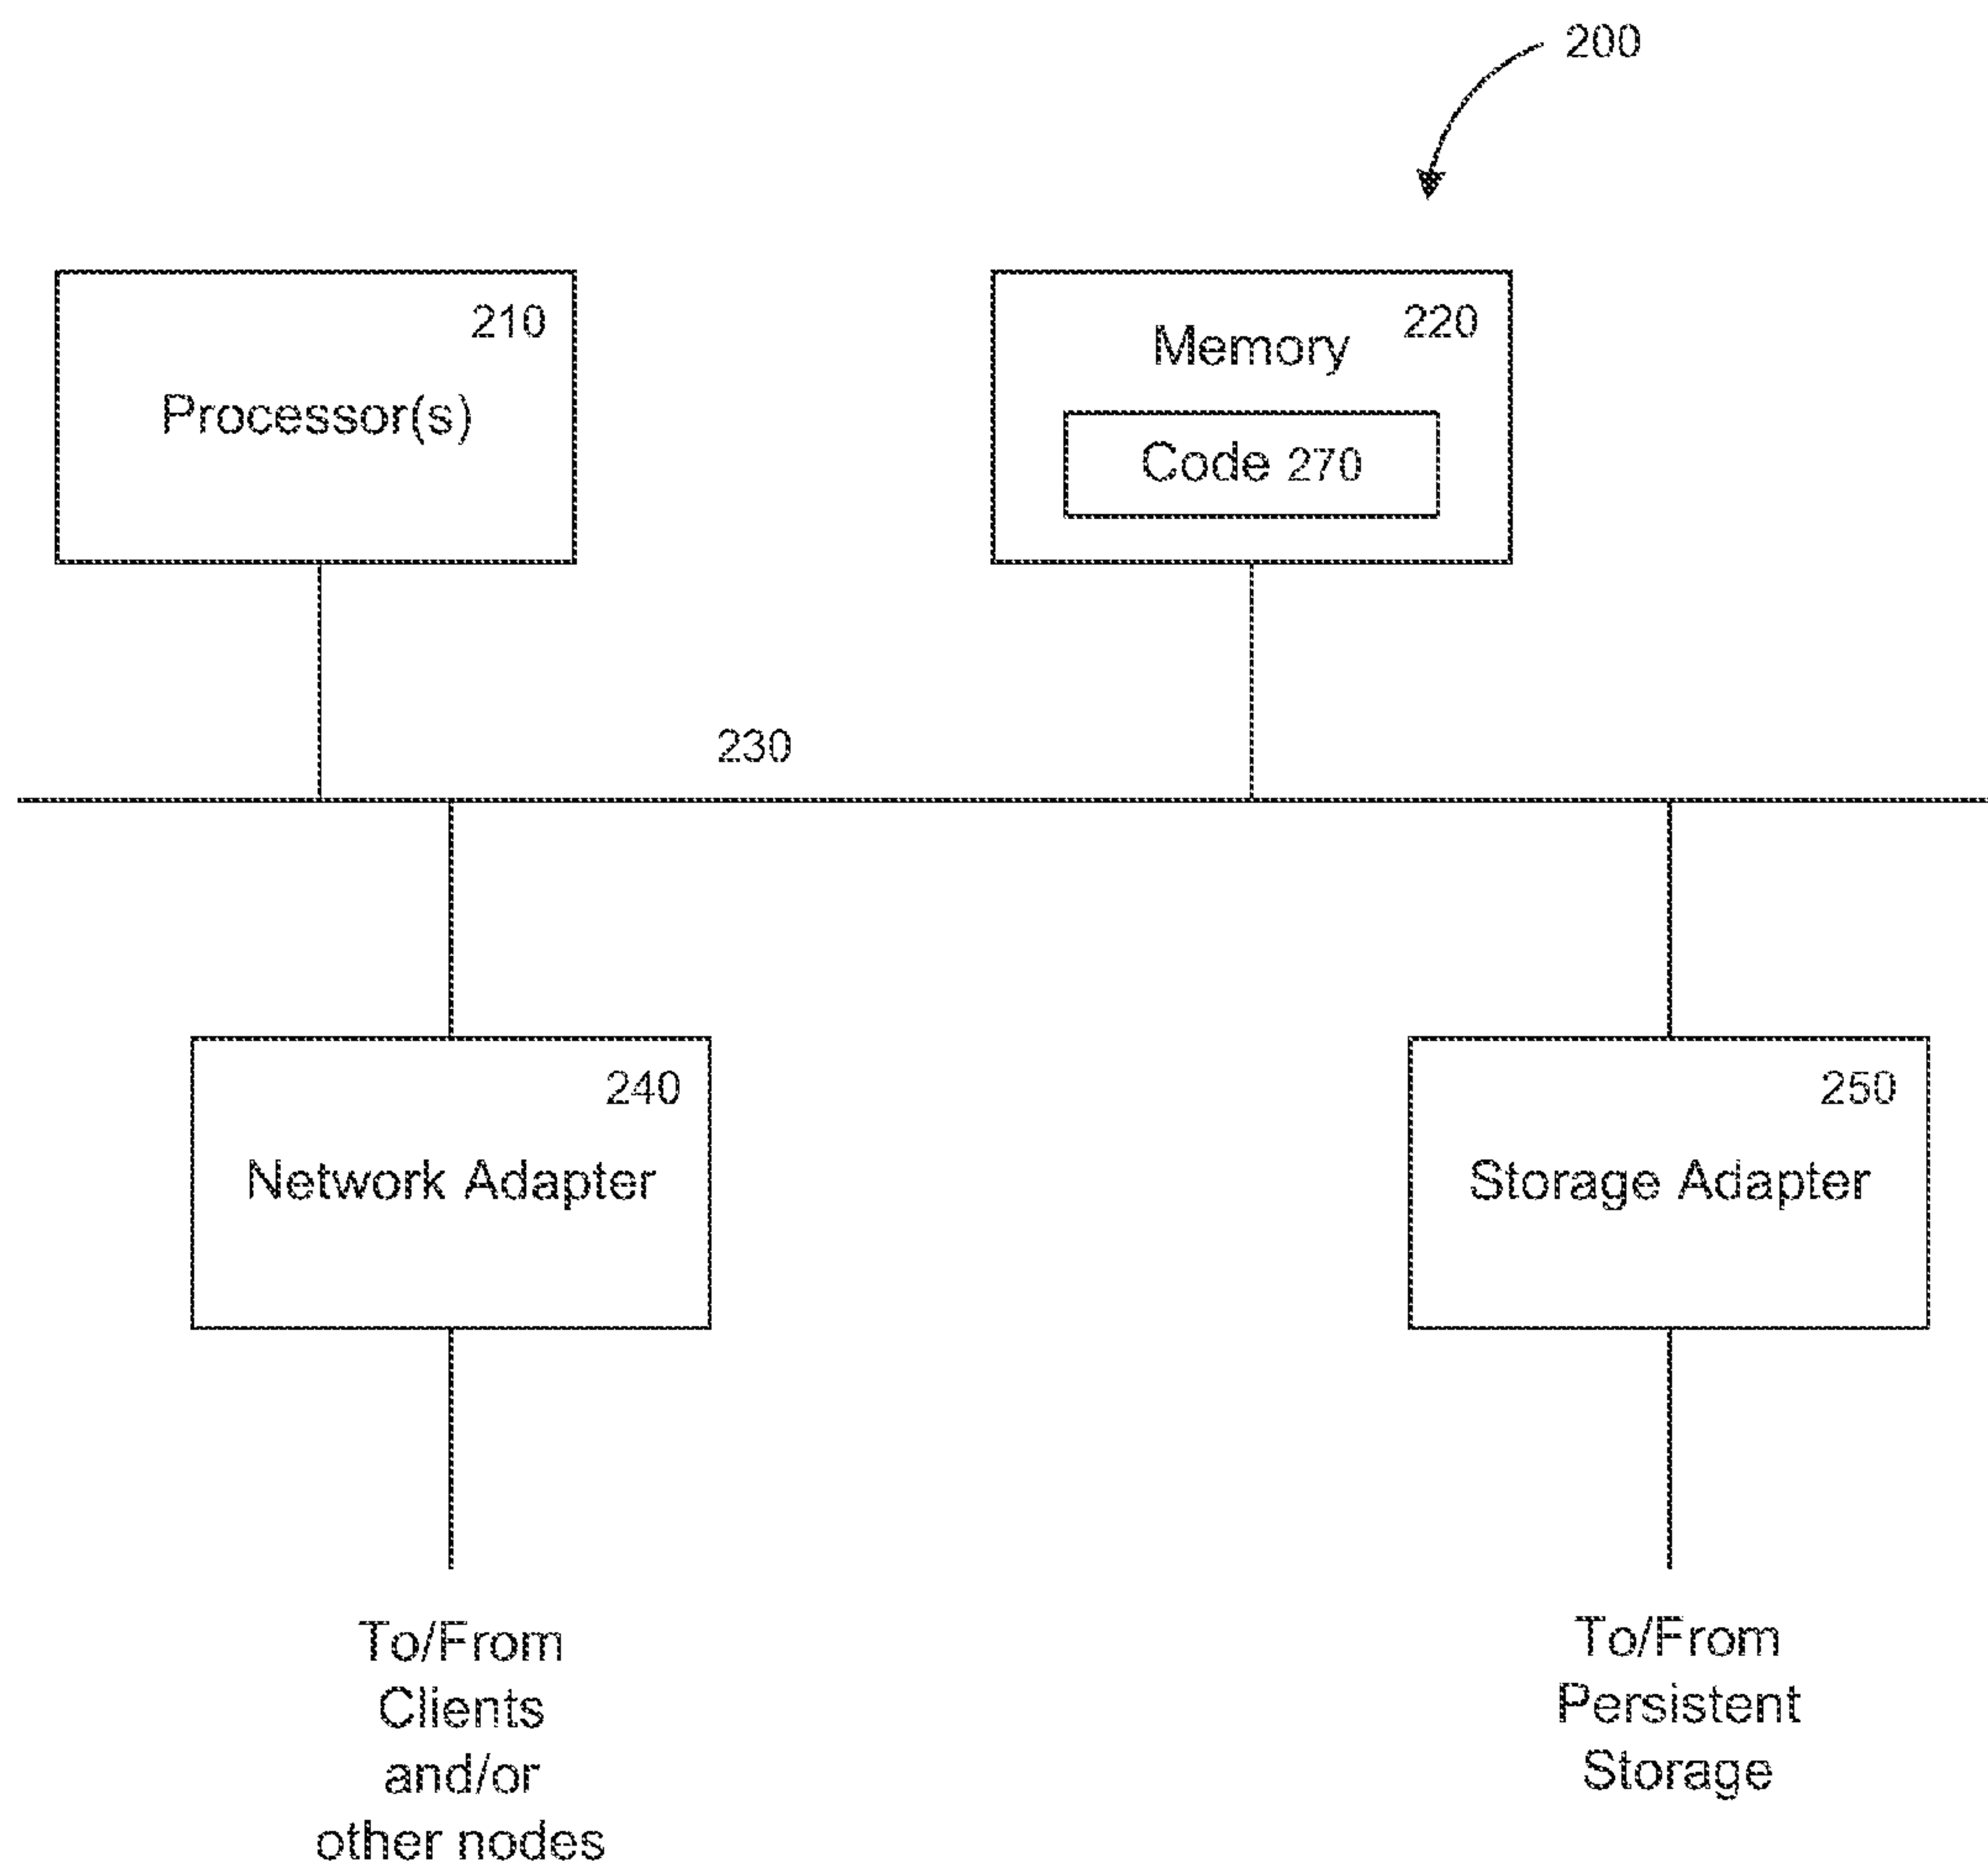 200
210
Processor(s)
220
Memory
Code 270
230
240
Network Adapter
250
Storage Adapter
To/From
Clients
and/or
other nodes
To/From
Persistent
Storage